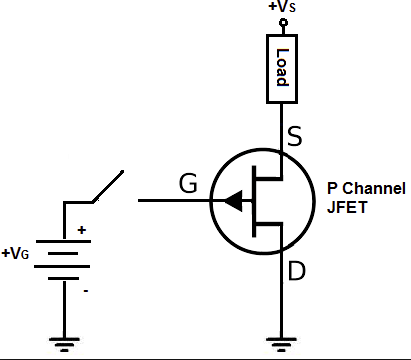 +Vs
Load
S
G
P Channel
JFET
+
+VG
D
-